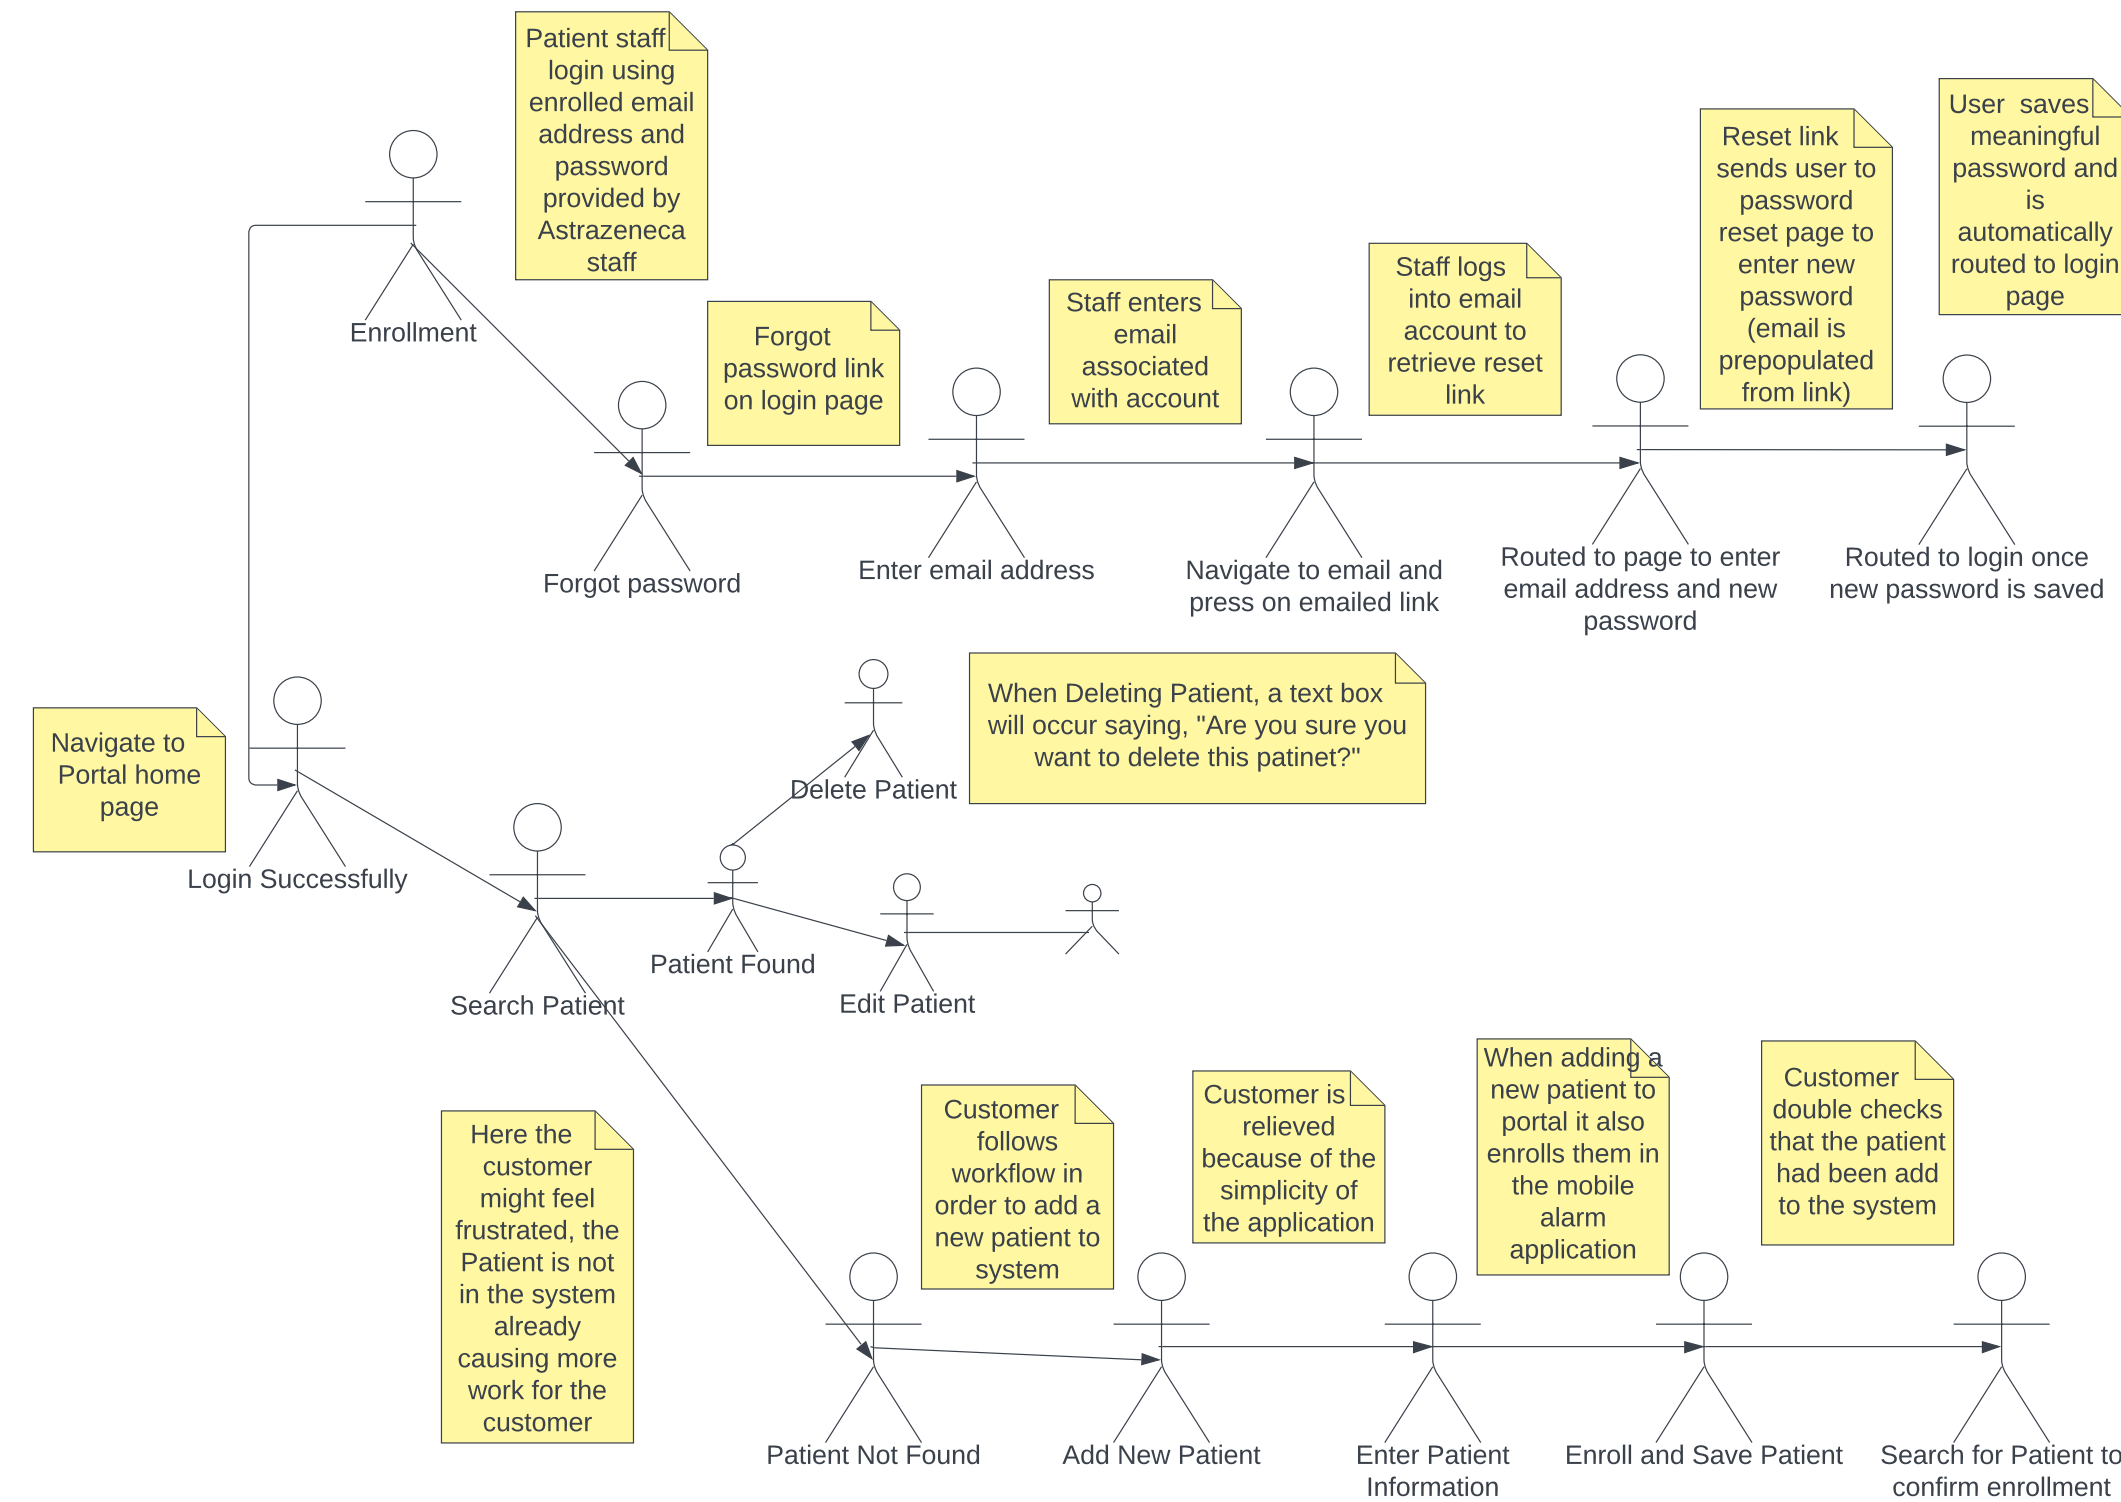 Patient staff
login using
enrolled email
address and
password
provided by
Astrazeneca
staff
User  saves
meaningful
password and
is
automatically
routed to login
page
Reset link
sends user to
password
reset page to
enter new
password
(email is
prepopulated
from link)
Staff logs
into email
account to
retrieve reset
link
Staff enters
email
associated
with account
Forgot
password link
on login page
Enrollment
Forgot password
Enter email address
Navigate to email and
press on emailed link
Routed to page to enter
email address and new
password
Routed to login once
new password is saved
When Deleting Patient, a text box
will occur saying, "Are you sure you
want to delete this patinet?"
Navigate to
Portal home
page
Delete Patient
Login Successfully
Patient Found
Search Patient
Edit Patient
Here the
customer
might feel
frustrated, the
Patient is not
in the system
already
causing more
work for the
customer
Customer
follows
workflow in
order to add a
new patient to
system
Customer is
relieved
because of the
simplicity of
the application
When adding a
new patient to
portal it also
enrolls them in
the mobile
alarm
application
Customer
double checks
that the patient
had been add
to the system
Patient Not Found
Add New Patient
Enter Patient
Information
Enroll and Save Patient
Search for Patient to
confirm enrollment